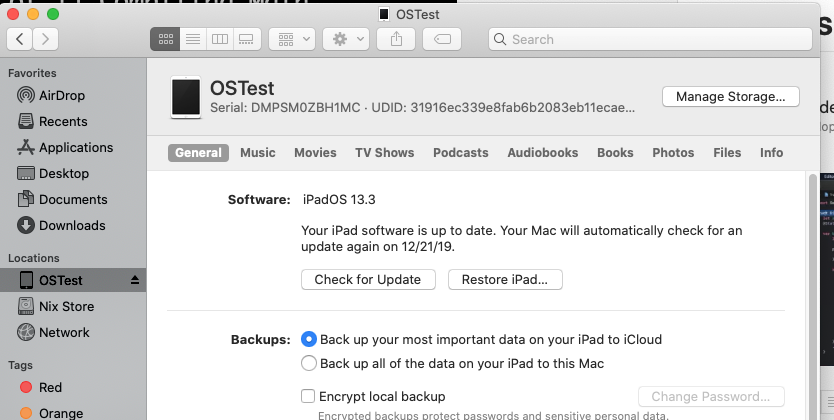 OSTest
Search
Favorites
AirDrop
Recents
Applications
Desktop
Documents
Downloads
Locations
OSTest
Nix Store
Network
Tags
Red
Orange
OSTest
Serial: DMPSM0ZBH1MC · UDID: 31916ec339e8fab6b2083eb11ecae...
Manage Storage...
General Music Movies TV Shows Podcasts Audiobooks Books Photos Files Info
Software: iPadOS 13.3
Your iPad software is up to date. Your Mac will automatically check for an
update again on 12/21/19.
Check for Update Restore iPad...
Backups: Back up your most important data on your iPad to iCloud
Back up all of the data on your iPad to this Mac
Encrypt local backup Change Password...
Encrypted backups protect passwords and sensitive personal data.